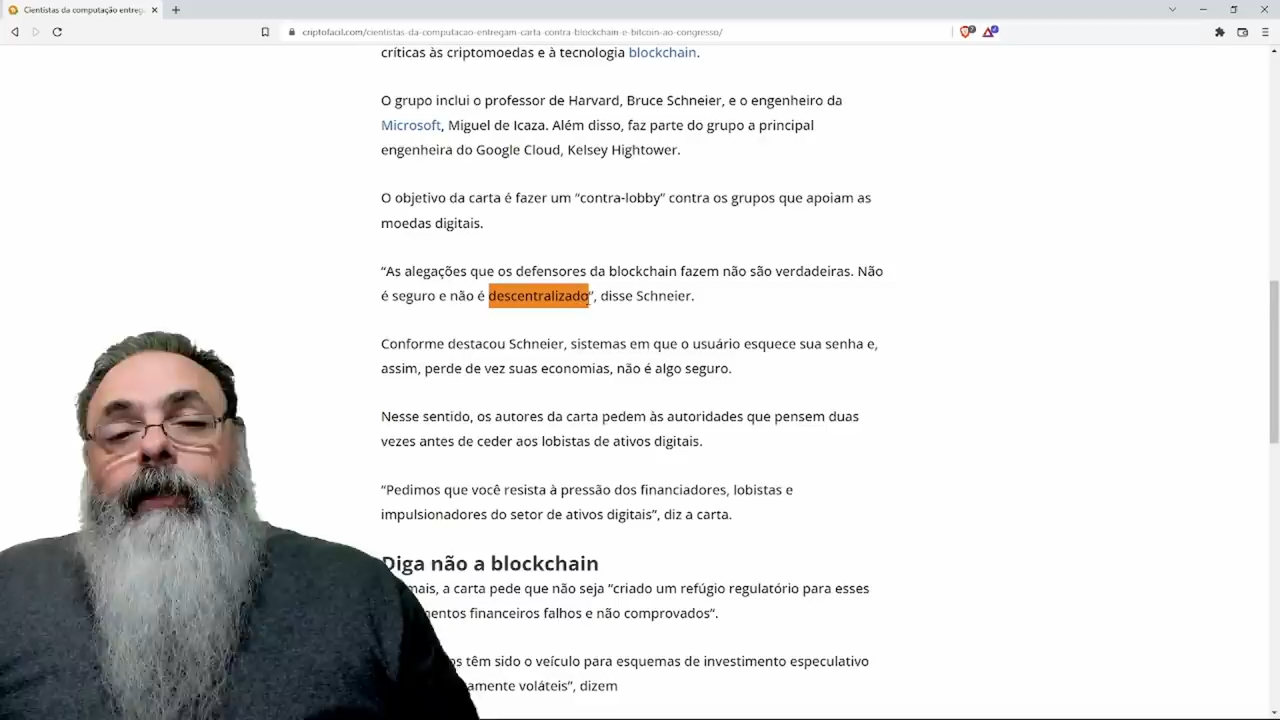 Cientistas da computação entreg
criptofacil.com/cientistas-da-computacao-entregam-carta-contra-blockchain-e-bitcoin-ao-congresso/
críticas às criptomoedas e à tecnologia blockchain.
O grupo inclui o professor de Harvard, Bruce Schneier, e o engenheiro da
Microsoft, Miguel de Icaza. Além disso, faz parte do grupo a principal
engenheira do Google Cloud, Kelsey Hightower.
O objetivo da carta é fazer um “contra-lobby” contra os grupos que apoiam as
moedas digitais.
“As alegações que os defensores da blockchain fazem não são verdadeiras. Não
é seguro e não é descentralizado”, disse Schneier.
Conforme destacou Schneier, sistemas em que o usuário esquece sua senha e,
assim, perde de vez suas economias, não é algo seguro.
Nesse sentido, os autores da carta pedem às autoridades que pensem duas
vezes antes de ceder aos lobistas de ativos digitais.
“Pedimos que você resista à pressão dos financiadores, lobistas e
impulsionadores do setor de ativos digitais”, diz a carta.
Diga não a blockchain
mais, a carta pede que não seja “criado um refúgio regulatório para esses
mentos financeiros falhos e não comprovados”.
os têm sido o veículo para esquemas de investimento especulativo
amente voláteis”, dizem